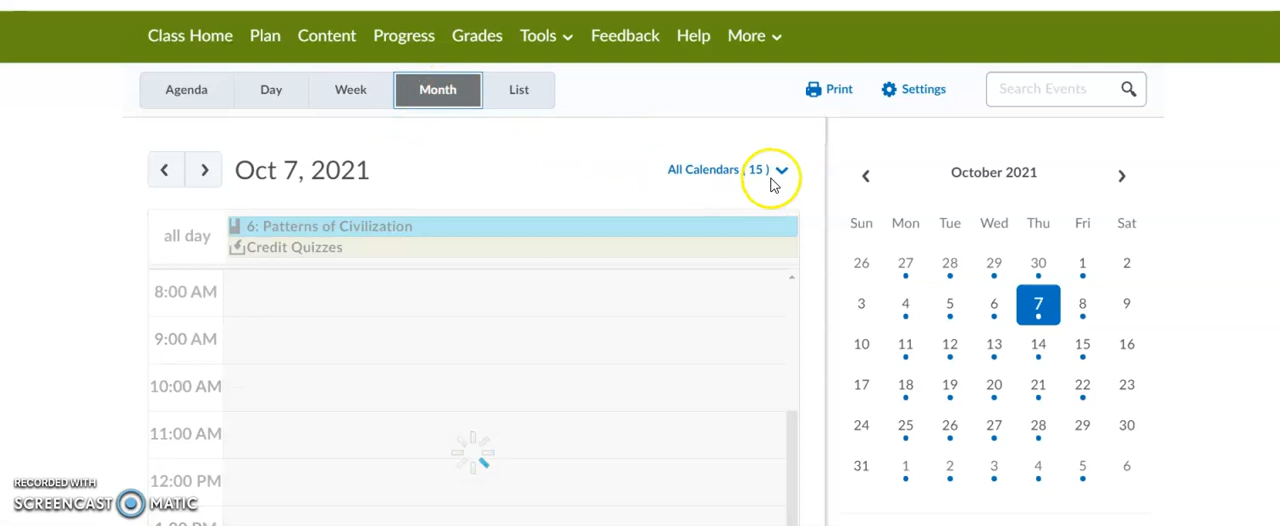 Class Home Plan Content Progress Grades Tools Feedback Help More
Agenda Day Week Month List Print Settings Search Events
Oct 7, 2021 All Calendars ( 15 )
all day 6: Patterns of Civilization
Credit Quizzes
8:00 AM
9:00 AM
10:00 AM
11:00 AM
12:00 PM
October 2021
Sun Mon Tue Wed Thu Fri Sat
26 27 28 29 30 1 2
3 4 5 6 7 8 9
10 11 12 13 14 15 16
17 18 19 20 21 22 23
24 25 26 27 28 29 30
31 1 2 3 4 5 6
RECORDED WITH
SCREENCAST MATIC